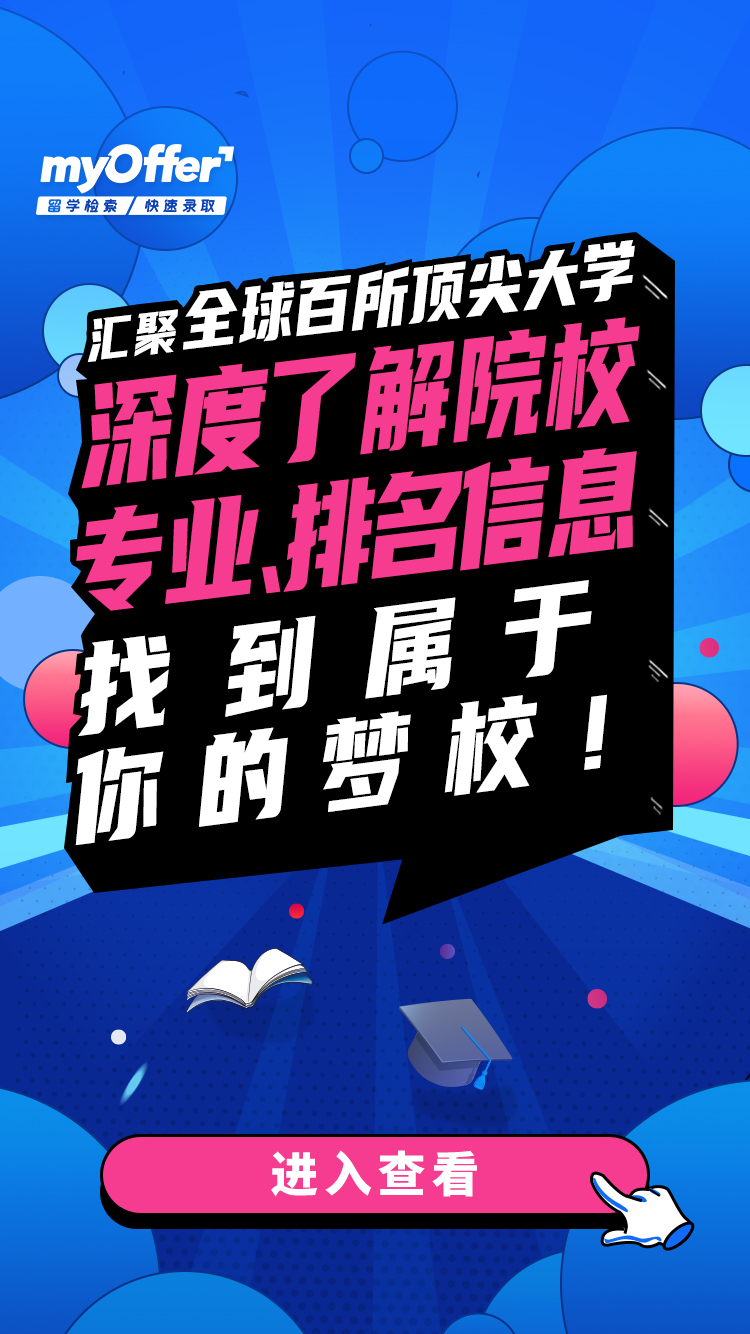 myOffer
留学检索/快速录取
汇聚全球百所顶尖大学
深度了解院校
专业、排名信息
找到属于
你的梦校！
进入查看